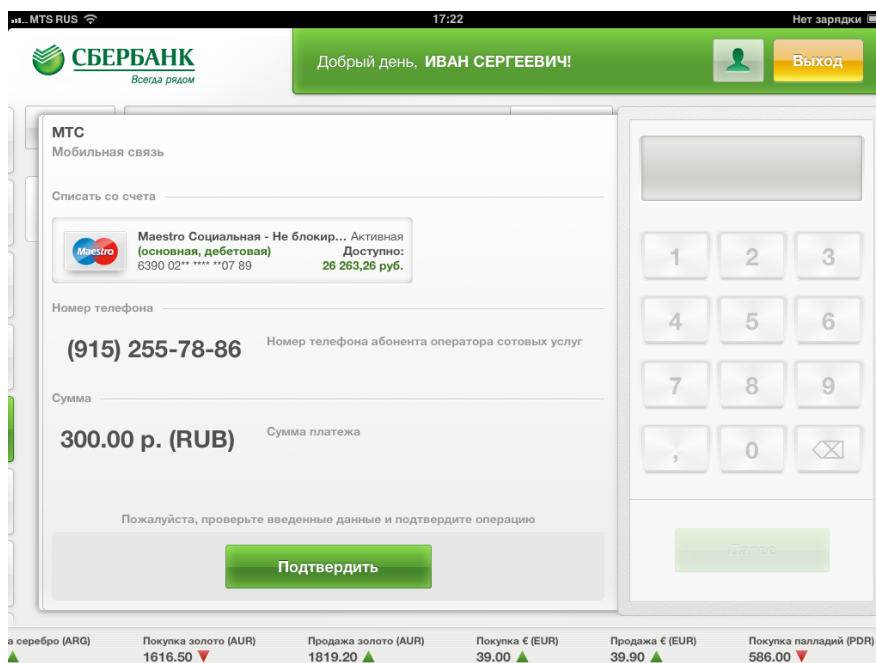 MTS RUS 17:22 Нет зарядки
СБЕРБАНК
Всегда рядом
Добрый день, ИВАН СЕРГЕЕВИЧ!
Выход
МТС
Мобильная связь
Списать со счета
Maestro
Maestro Социальная - Не блокир... Активная
(основная, дебетовая) Доступно:
6390 02** **** **07 89 26 263,26 руб.
Номер телефона
(915) 255-78-86 Номер телефона абонента оператора сотовых услуг
Сумма
300.00 р. (RUB) Сумма платежа
Пожалуйста, проверьте введенные данные и подтвердите операцию
Подтвердить
1 2 3
4 5 6
7 8 9
, 0
Далее
а серебро (ARG) Покупка золото (AUR) Продажа золото (AUR) Покупка € (EUR) Продажа € (EUR) Покупка палладий (PDR)
1616.50 1819.20 39.00 39.90 586.00